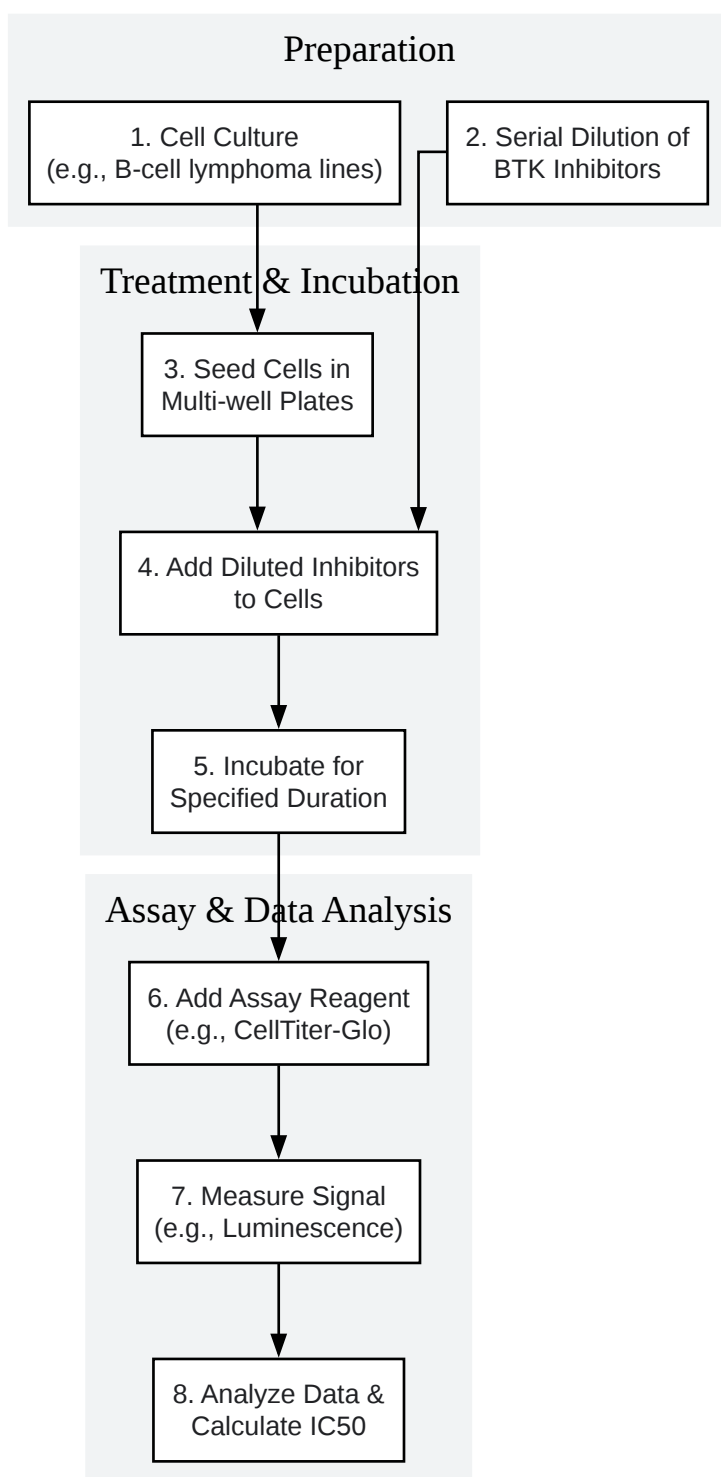 Preparation
1. Cell Culture
(e.g., B-cell lymphoma lines)
2. Serial Dilution of
BTK Inhibitors
Treatment & Incubation
3. Seed Cells in
Multi-well Plates
4. Add Diluted Inhibitors
to Cells
5. Incubate for
Specified Duration
Assay & Data Analysis
6. Add Assay Reagent
(e.g., CellTiter-Glo)
7. Measure Signal
(e.g., Luminescence)
8. Analyze Data &
Calculate IC50